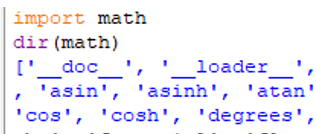 import math
dir(math)
['__doc__', '__loader__',
, 'asin', 'asinh', 'atan'
'cos', 'cosh', 'degrees',